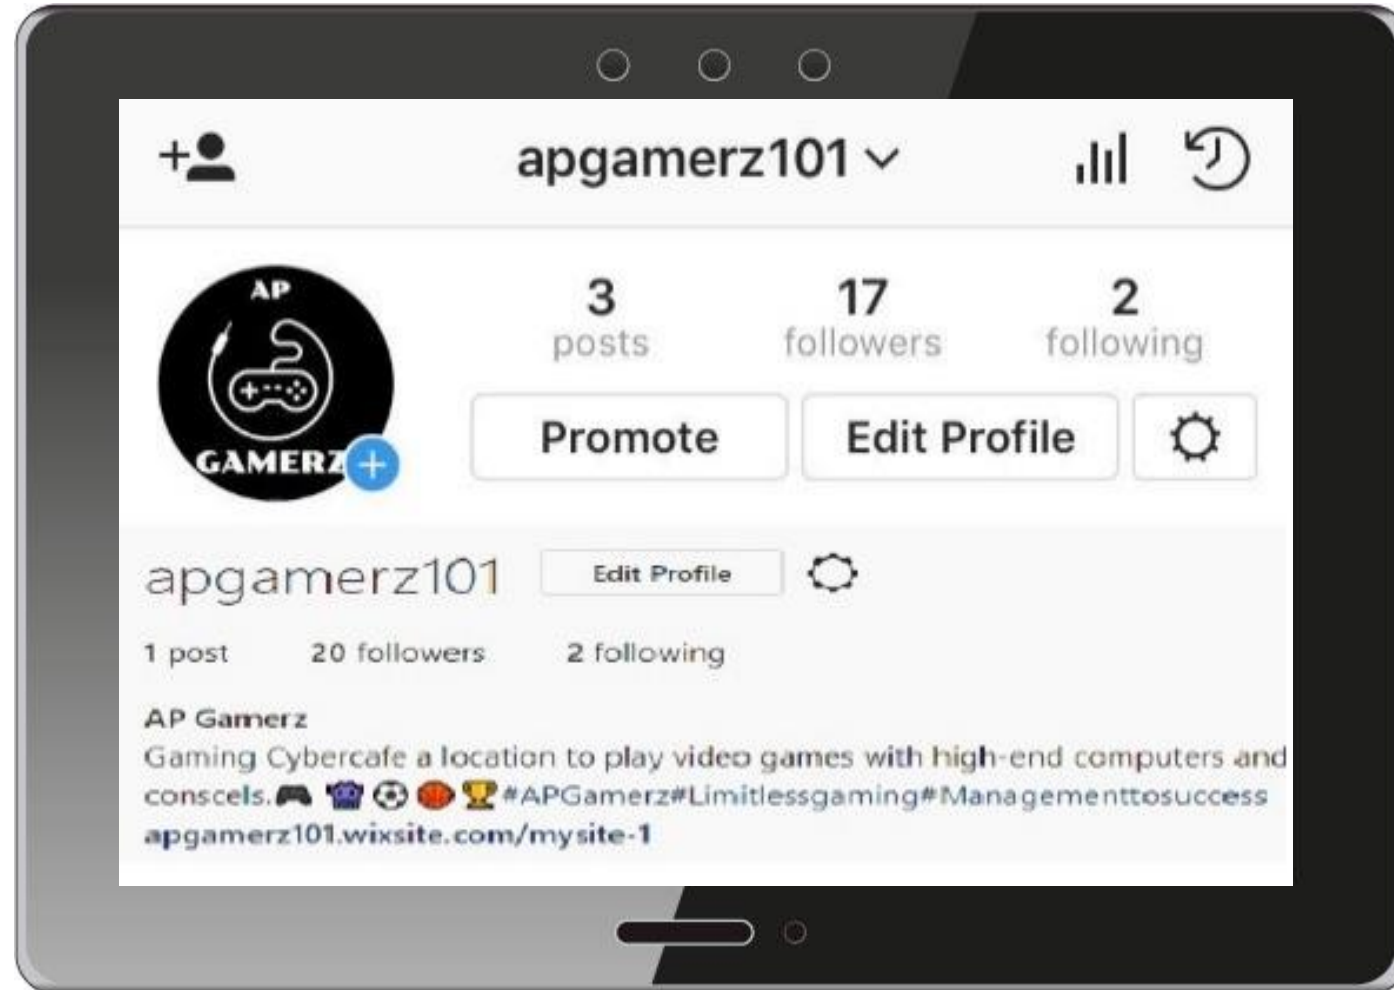 apgamerz101
AP
GAMERZ
3 17 2
posts followers following
Promote Edit Profile
apgamerz101 Edit Profile
1 post 20 followers 2 following
AP Gamerz
Gaming Cybercafe a location to play video games with high-end computers and
conscels.🎮 👾 ⚽ 🏀 🏆 #APGamerz#Limitlessgaming#Managementtosuccess
apgamerz101.wixsite.com/mysite-1